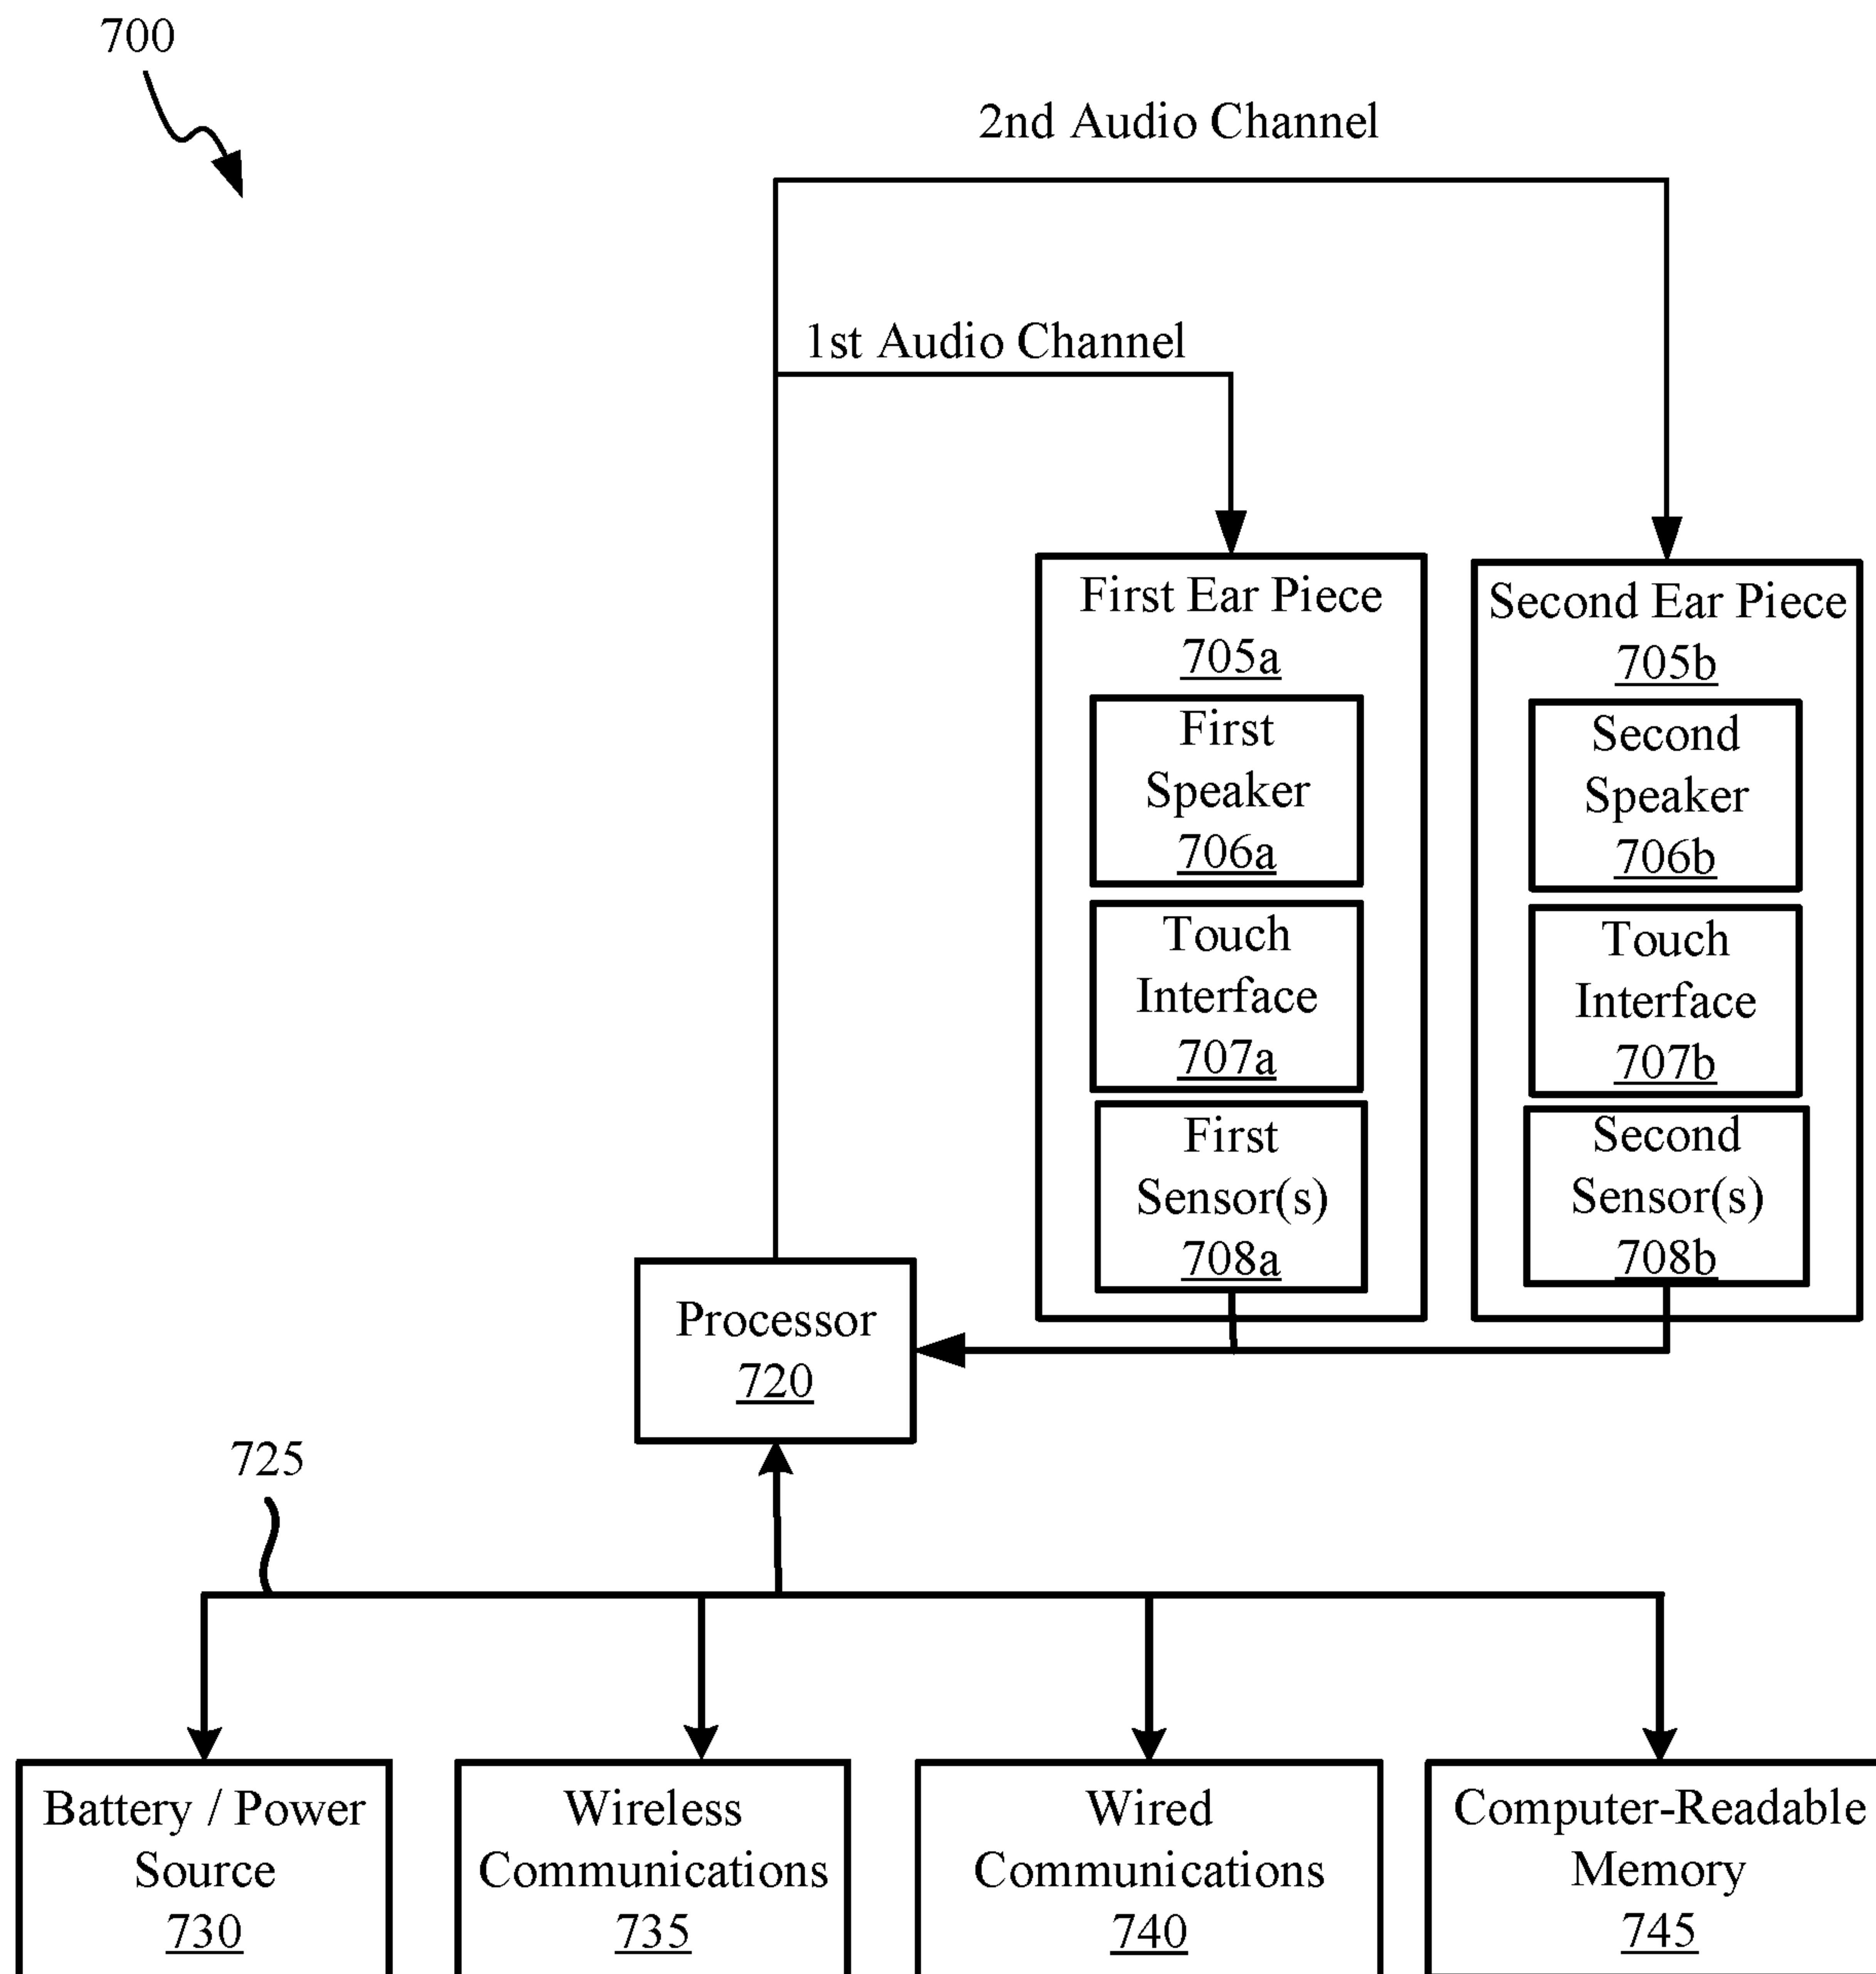 700
2nd Audio Channel
1st Audio Channel
First Ear Piece
705a
First
Speaker
706a
Touch
Interface
707a
First
Sensor(s)
708a
Second Ear Piece
705b
Second
Speaker
706b
Touch
Interface
707b
Second
Sensor(s)
708b
Processor
720
725
Battery / Power
Source
730
Wireless
Communications
735
Wired
Communications
740
Computer-Readable
Memory
745